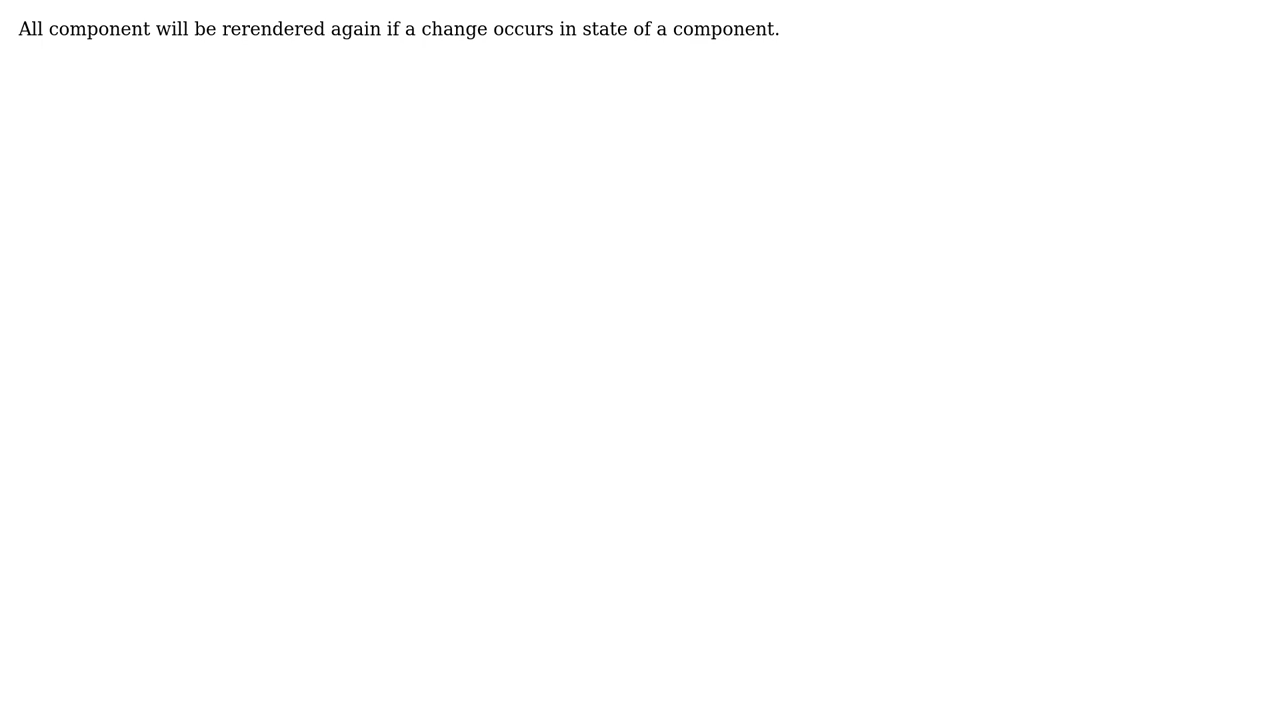 All component will be rerendered again if a change occurs in state of a component.